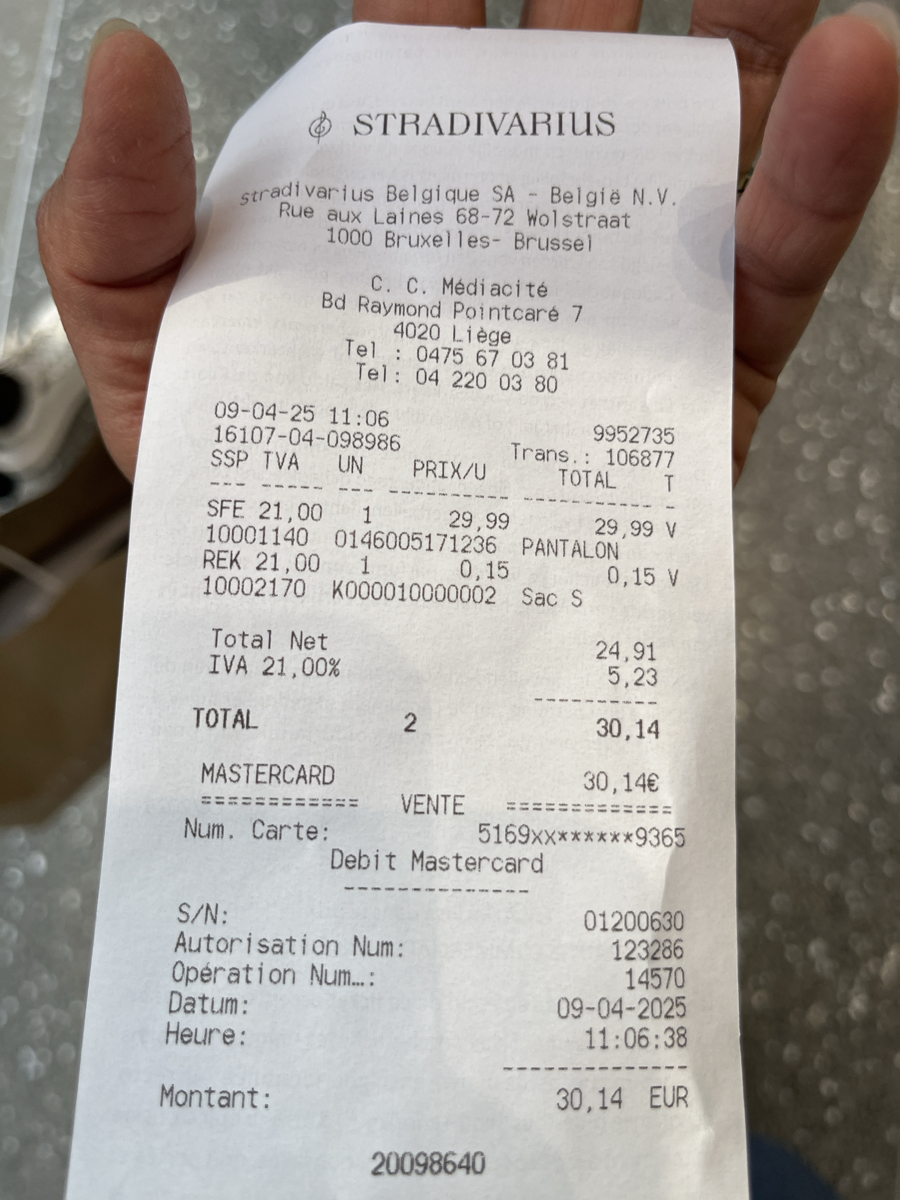 STRADIVARIUS
Stradivarius Belgique SA - België N.V.
Rue aux Laines 68-72 Wolstraat
1000 Bruxelles- Brussel
C. C. Médiacité
Bd Raymond Pointcaré 7
4020 Liège
Tel : 0475 67 03 81
Tel: 04 220 03 80
09-04-25 11:06 9952735
16107-04-098986 Trans.: 106877
SSP TVA UN PRIX/U TOTAL T
--- ----- --- ---------- ------------ -
SFE 21,00 1 29,99 29,99 V
10001140 0146005171236 PANTALON
REK 21,00 1 0,15 0,15 V
10002170 K000010000002 Sac S
Total Net 24,91
IVA 21,00% 5,23
----------
TOTAL 2 30,14
MASTERCARD 30,14€
============ VENTE =============
Num. Carte: 5169xx******9365
Debit Mastercard
--------------
S/N: 01200630
Autorisation Num: 123286
Opération Num…: 14570
Datum: 09-04-2025
Heure: 11:06:38
--------------
Montant: 30,14 EUR
20098640